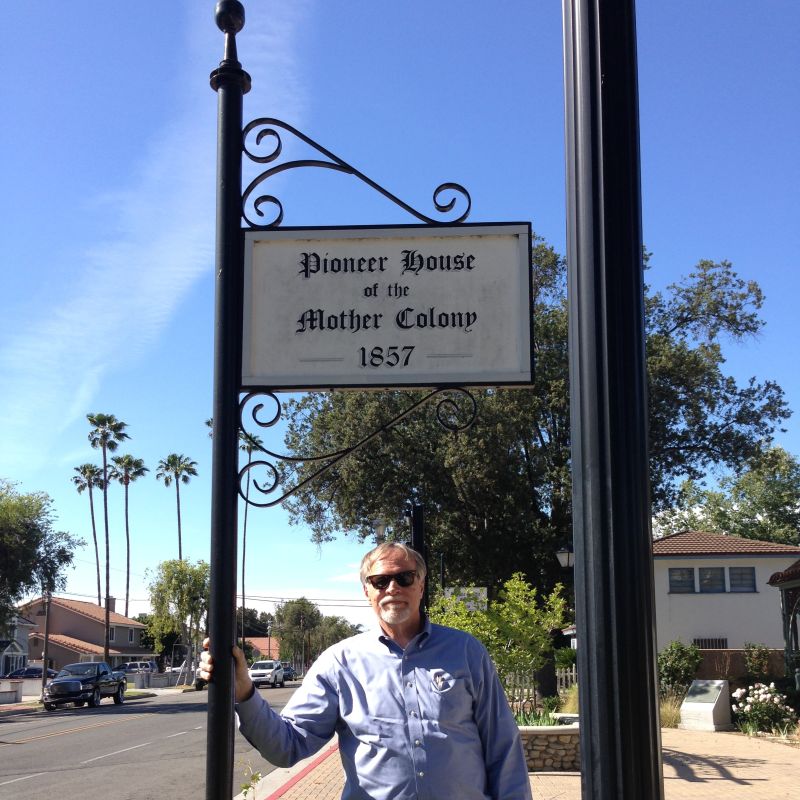 Pioneer House
of the
Mother Colony
1857